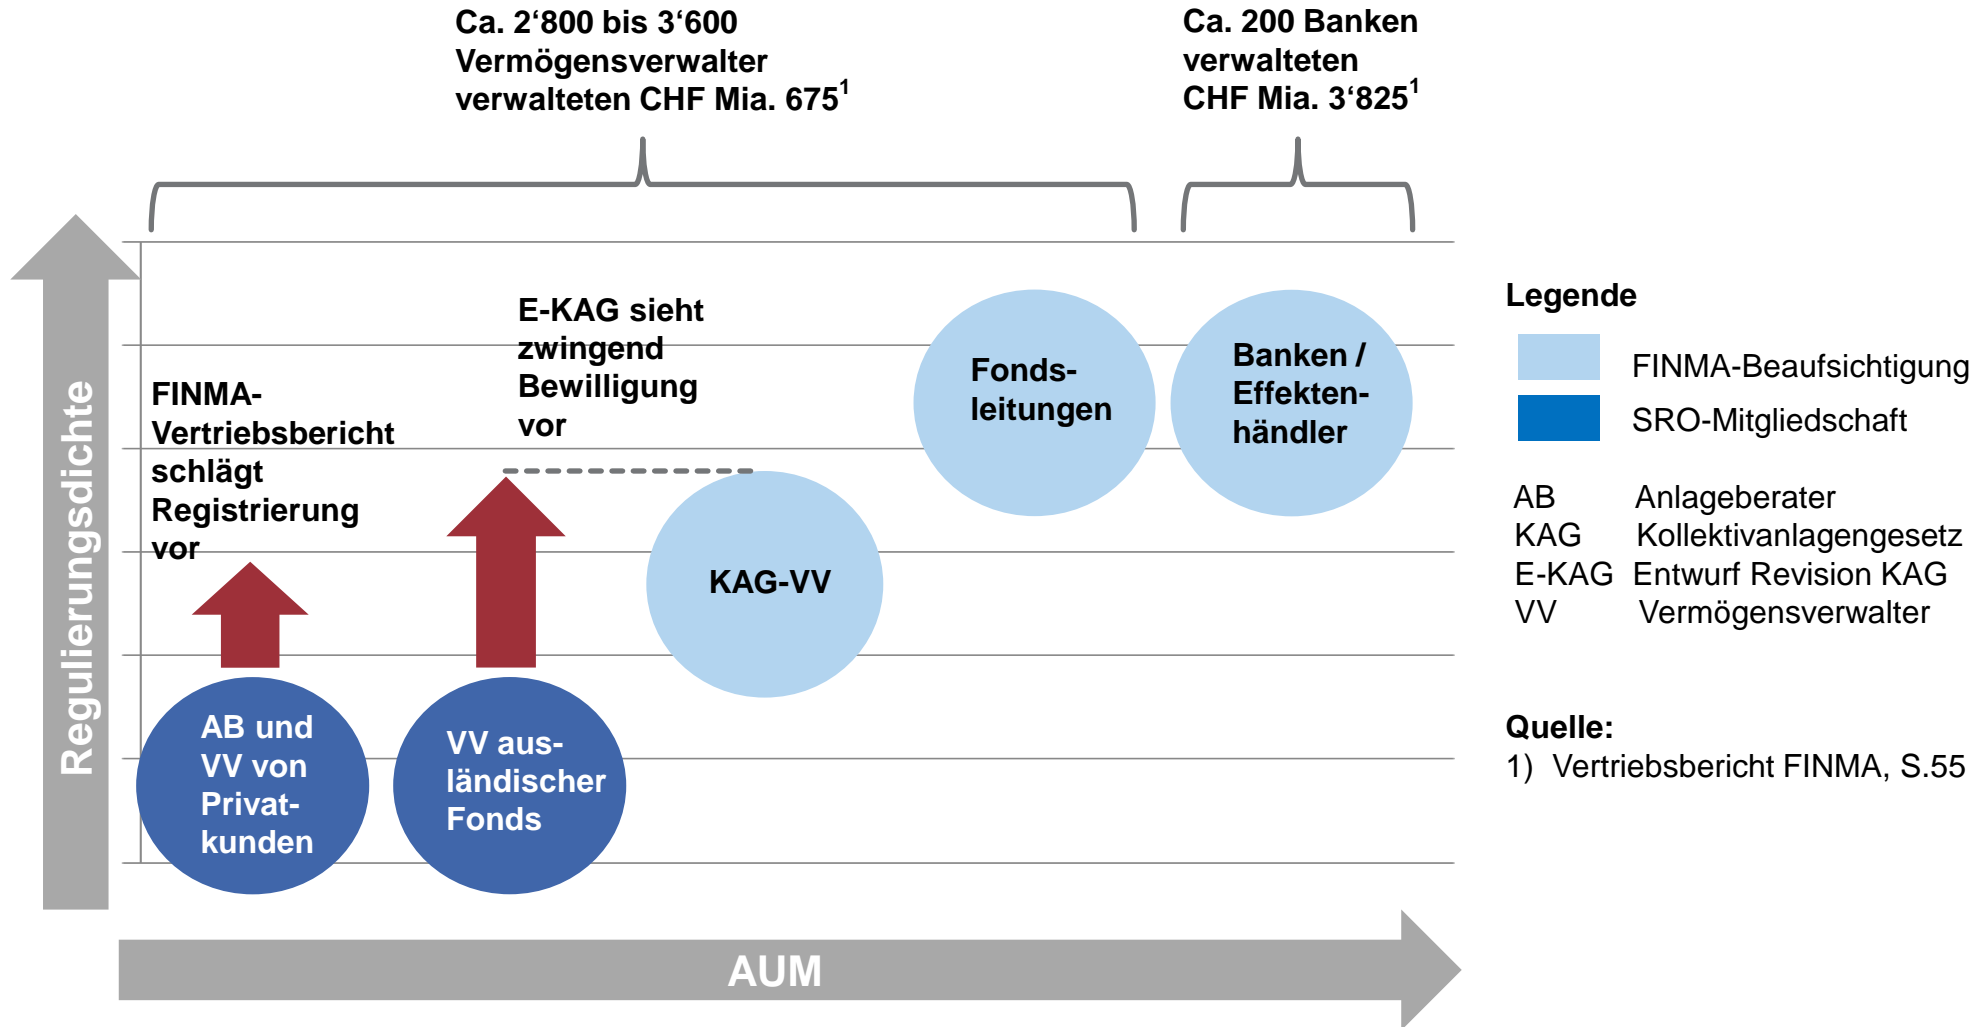 Ca. 2‘800 bis 3‘600
Vermögensverwalter
verwalteten CHF Mia. 675¹
Ca. 200 Banken
verwalteten
CHF Mia. 3‘825¹
Regulierungsdichte
FINMA-
Vertriebsbericht
schlägt
Registrierung
vor
E-KAG sieht
zwingend
Bewilligung
vor
AB und
VV von
Privat-
kunden
VV aus-
ländischer
Fonds
KAG-VV
Fonds-
leitungen
Banken /
Effekten-
händler
AUM
Legende
FINMA-Beaufsichtigung
SRO-Mitgliedschaft
AB Anlageberater
KAG Kollektivanlagengesetz
E-KAG Entwurf Revision KAG
VV Vermögensverwalter
Quelle:
1) Vertriebsbericht FINMA, S.55